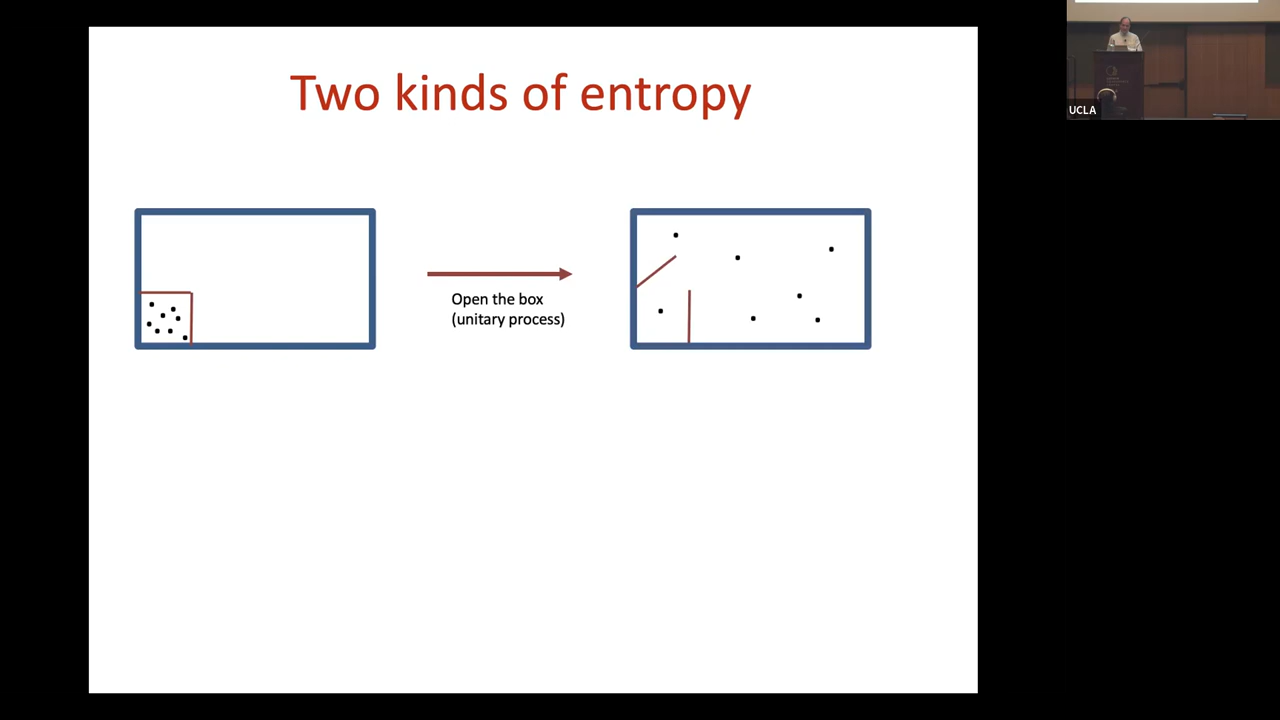 Two kinds of entropy
Open the box
(unitary process)
UCLA